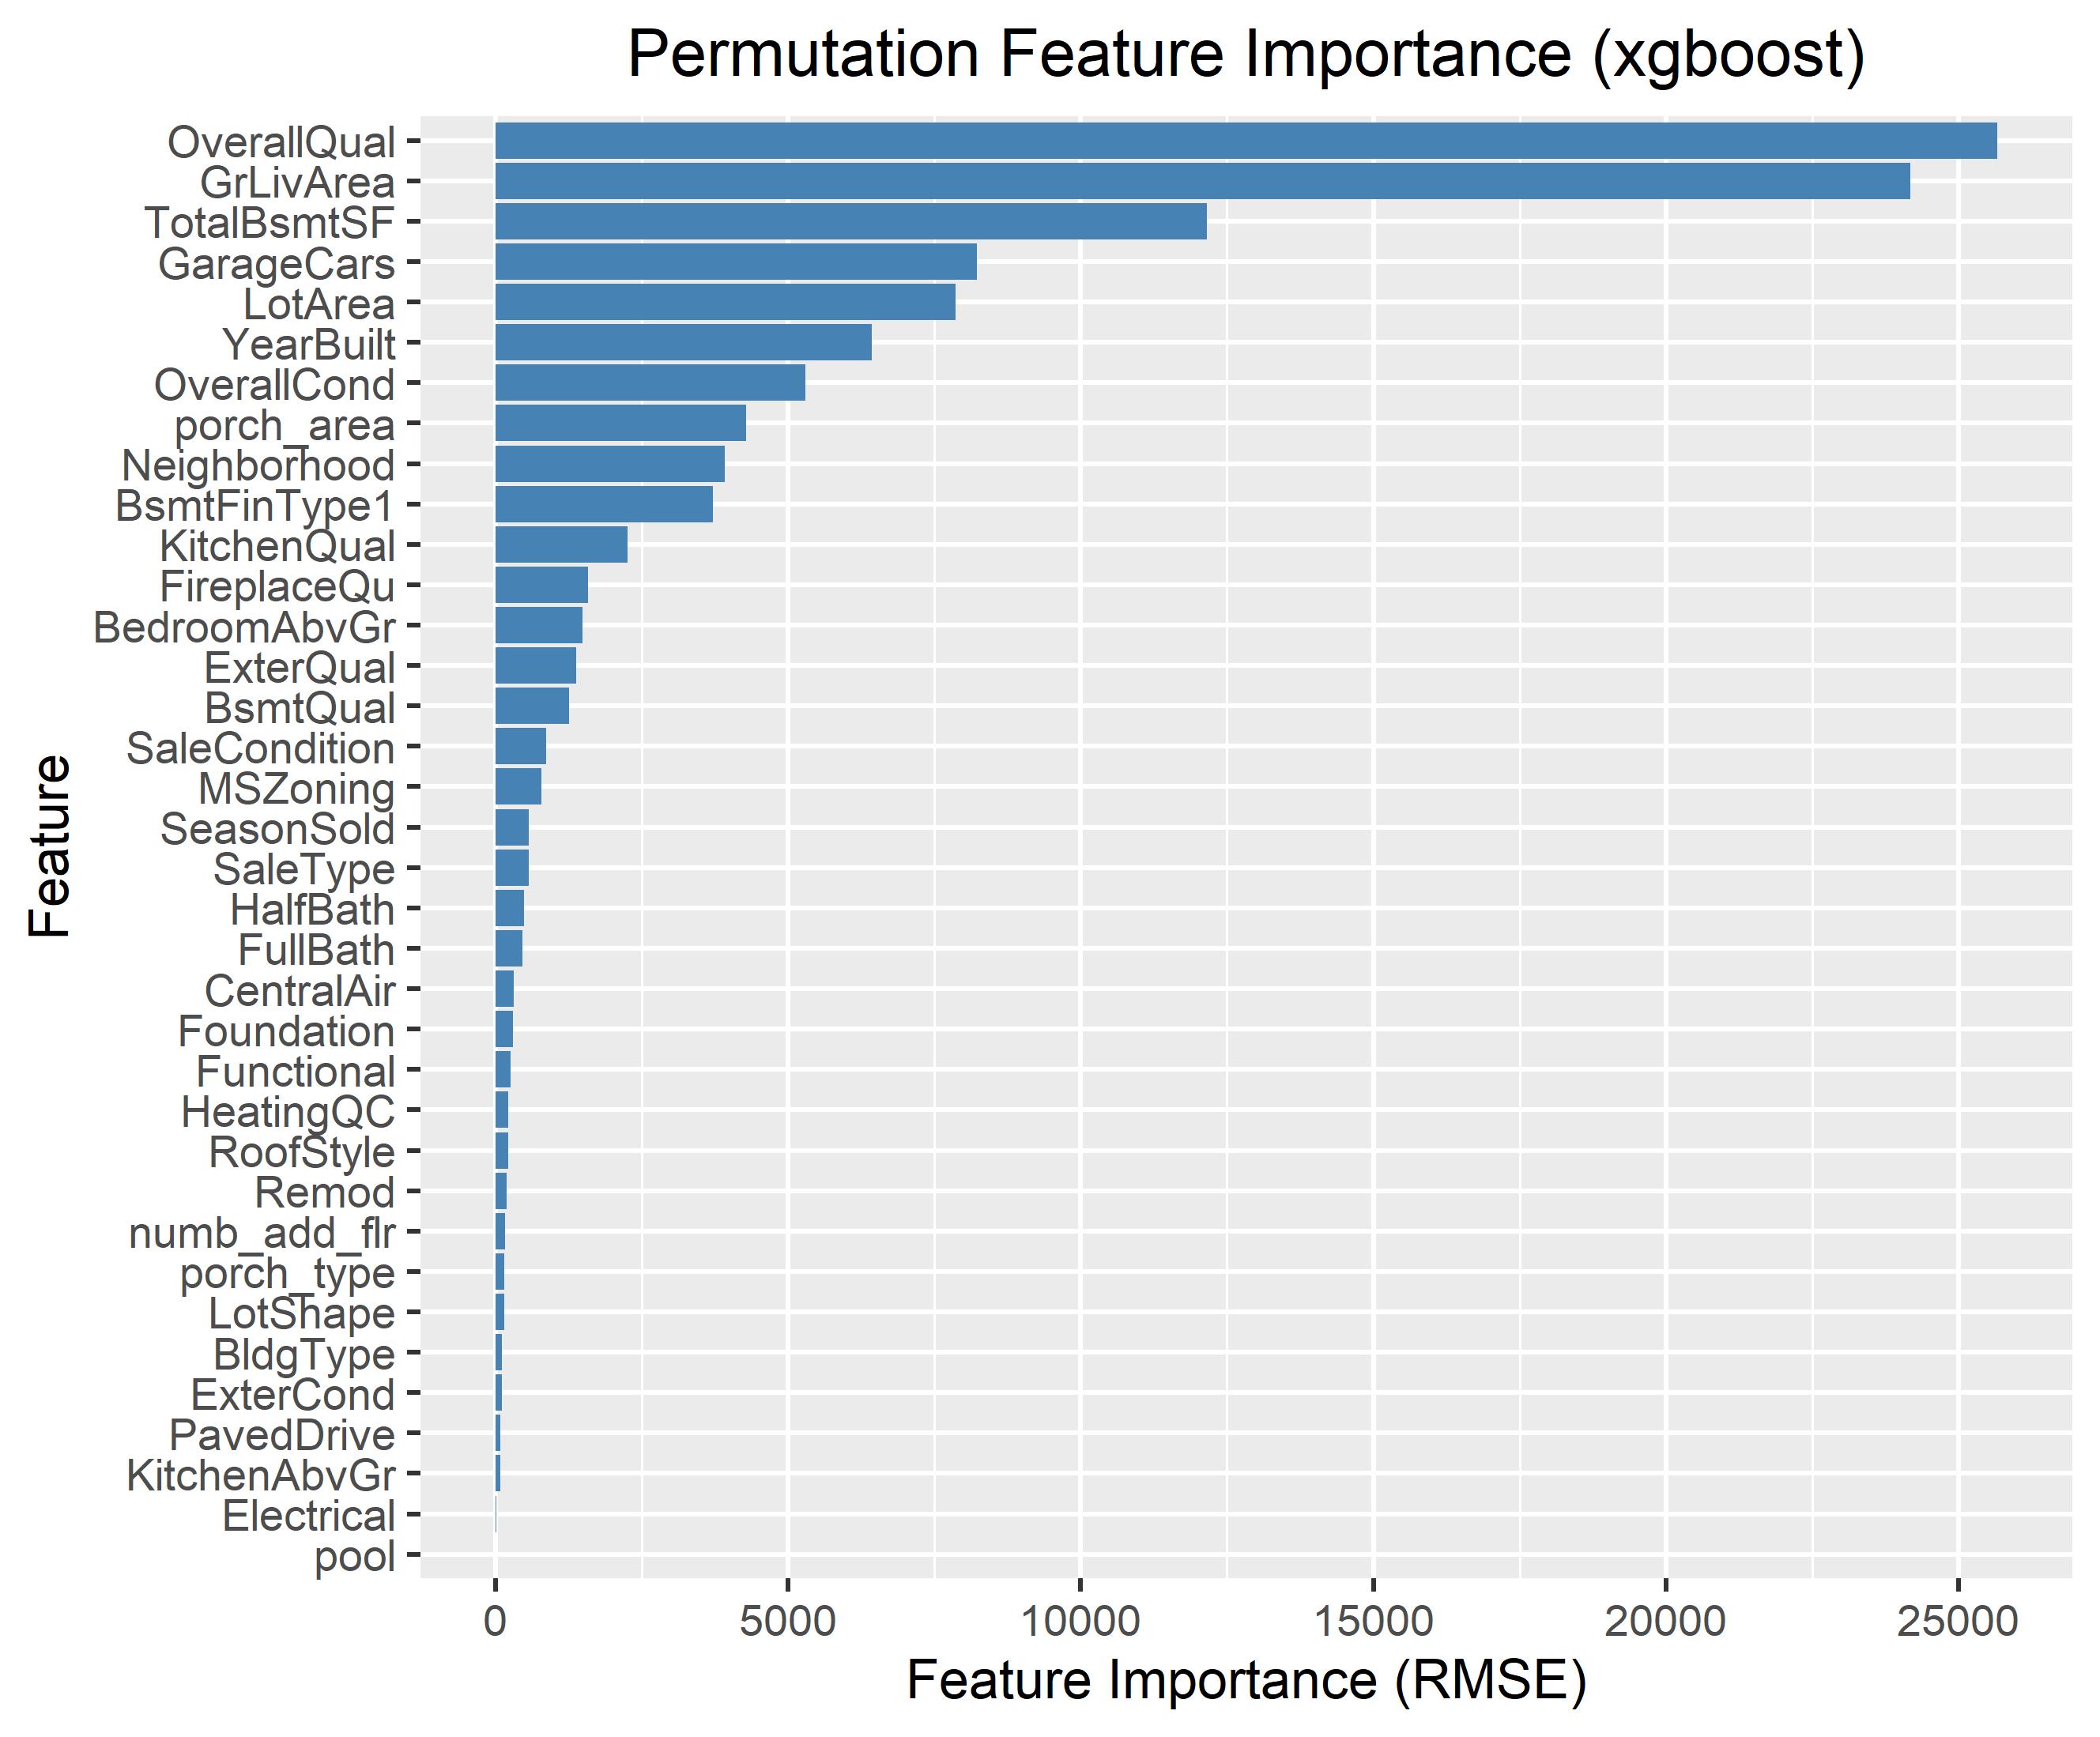 Permutation Feature Importance (xgboost)
Feature
OverallQual
GrLivArea
TotalBsmtSF
GarageCars
LotArea
YearBuilt
OverallCond
porch_area
Neighborhood
BsmtFinType1
KitchenQual
FireplaceQu
BedroomAbvGr
ExterQual
BsmtQual
SaleCondition
MSZoning
SeasonSold
SaleType
HalfBath
FullBath
CentralAir
Foundation
Functional
HeatingQC
RoofStyle
Remod
numb_add_flr
porch_type
LotShape
BldgType
ExterCond
PavedDrive
KitchenAbvGr
Electrical
pool
0 5000 10000 15000 20000 25000
Feature Importance (RMSE)